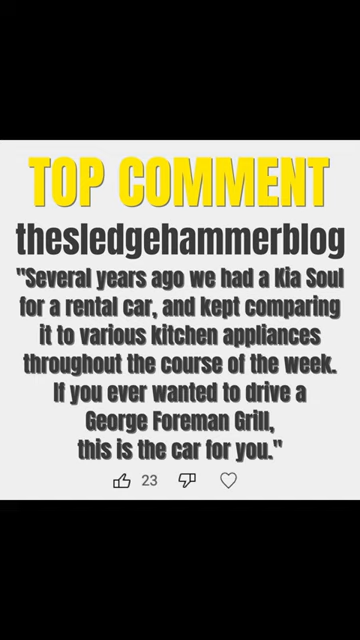 TOP COMMENT
thesledgehammerblog
"Several years ago we had a Kia Soul
for a rental car, and kept comparing
it to various kitchen appliances
throughout the course of the week.
If you ever wanted to drive a
George Foreman Grill,
this is the car for you."
23